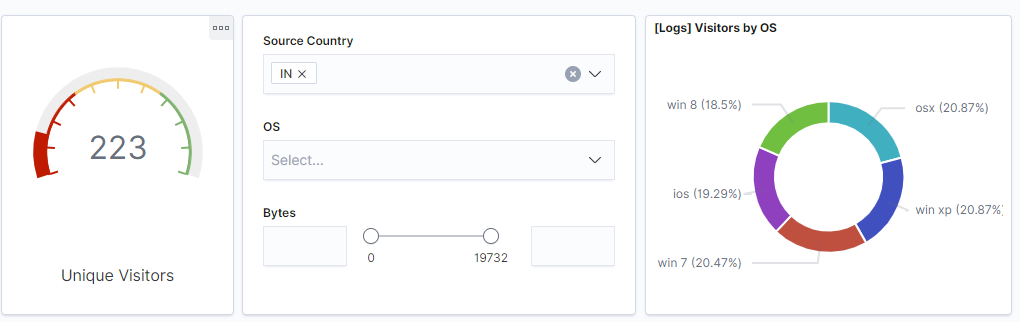 223
Unique Visitors
Source Country
IN
OS
Select...
Bytes
0
19732
[Logs] Visitors by OS
win 8 (18.5%)
osx (20.87%)
ios (19.29%)
win xp (20.87%
win 7 (20.47%)